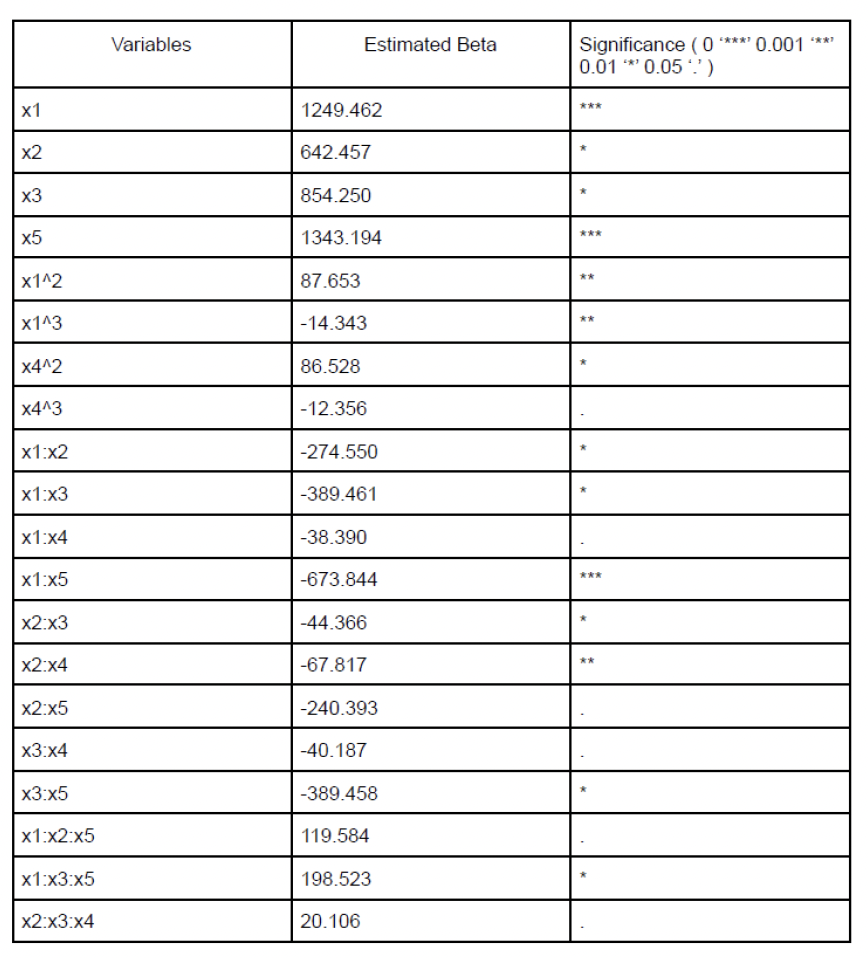 Variables Estimated Beta Significance ( 0 ‘***’ 0.001 ‘**’
0.01 ‘*’ 0.05 ‘.’ )
x1 1249.462 ***
x2 642.457 *
x3 854.250 *
x5 1343.194 ***
x1^2 87.653 **
x1^3 -14.343 **
x4^2 86.528 *
x4^3 -12.356 .
x1:x2 -274.550 *
x1:x3 -389.461 *
x1:x4 -38.390 .
x1:x5 -673.844 ***
x2:x3 -44.366 *
x2:x4 -67.817 **
x2:x5 -240.393 .
x3:x4 -40.187 .
x3:x5 -389.458 *
x1:x2:x5 119.584 .
x1:x3:x5 198.523 *
x2:x3:x4 20.106 .